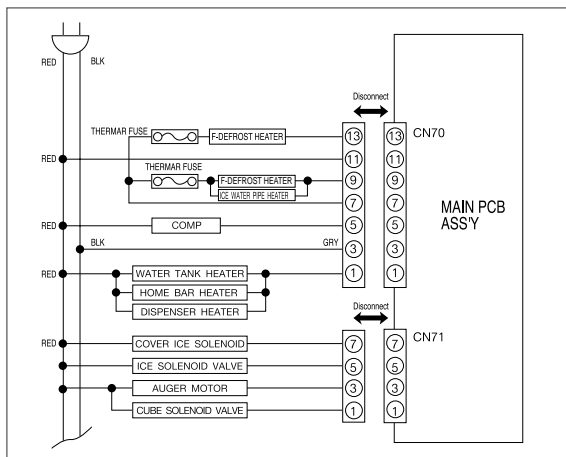 RED BLK
Disconnect
THERMAR FUSE F-DEFROST HEATER 13 13 CN70
RED 11 11
THERMAR FUSE
F-DEFROST HEATER 9 9
ICE WATER PIPE HEATER
7 7
MAIN PCB
ASS'Y
RED COMP 5 5
BLK GRY 3 3
RED WATER TANK HEATER 1 1
HOME BAR HEATER
DISPENSER HEATER
Disconnect
RED COVER ICE SOLENOID 7 7 CN71
RED ICE SOLENOID VALVE 5 5
RED AUGER MOTOR 3 3
CUBE SOLENOID VALVE 1 1